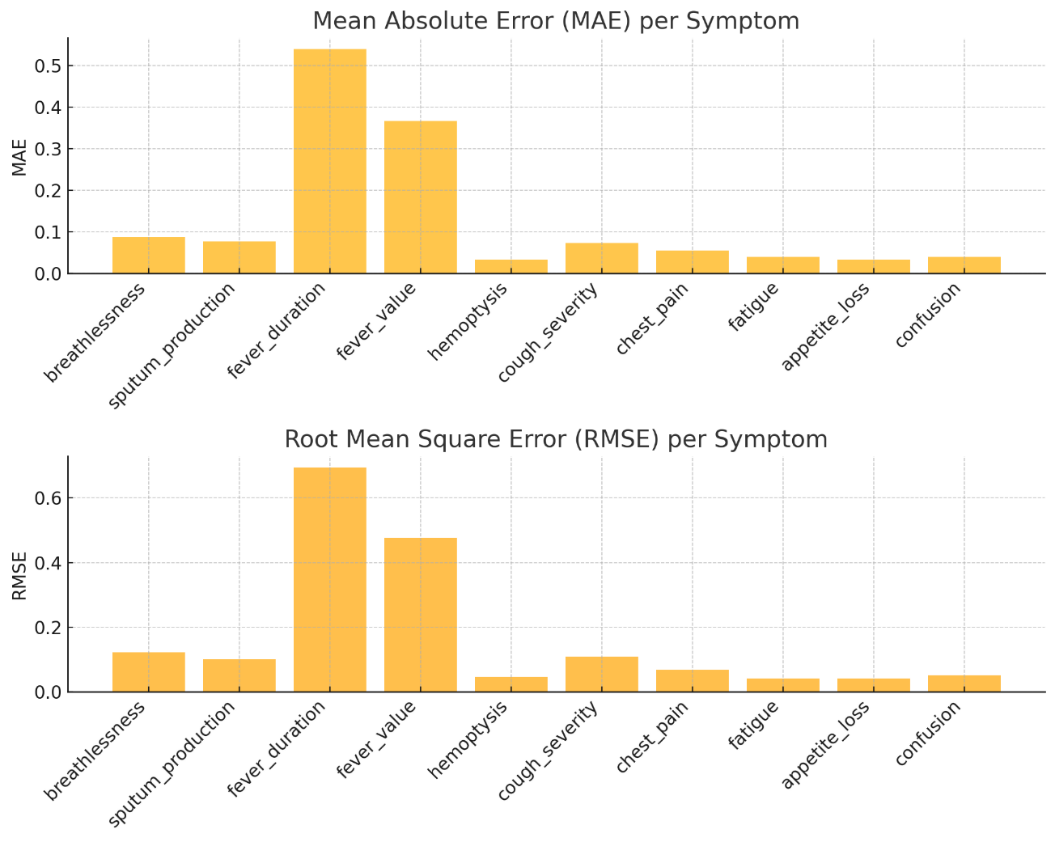 Mean Absolute Error (MAE) per Symptom
0.5
0.4
0.3
0.2
0.1
0.0
MAE
breathlessness
sputum_production
fever_duration
fever_value
hemoptysis
cough_severity
chest_pain
fatigue
appetite_loss
confusion
Root Mean Square Error (RMSE) per Symptom
0.6
0.4
0.2
0.0
RMSE
breathlessness
sputum_production
fever_duration
fever_value
hemoptysis
cough_severity
chest_pain
fatigue
appetite_loss
confusion